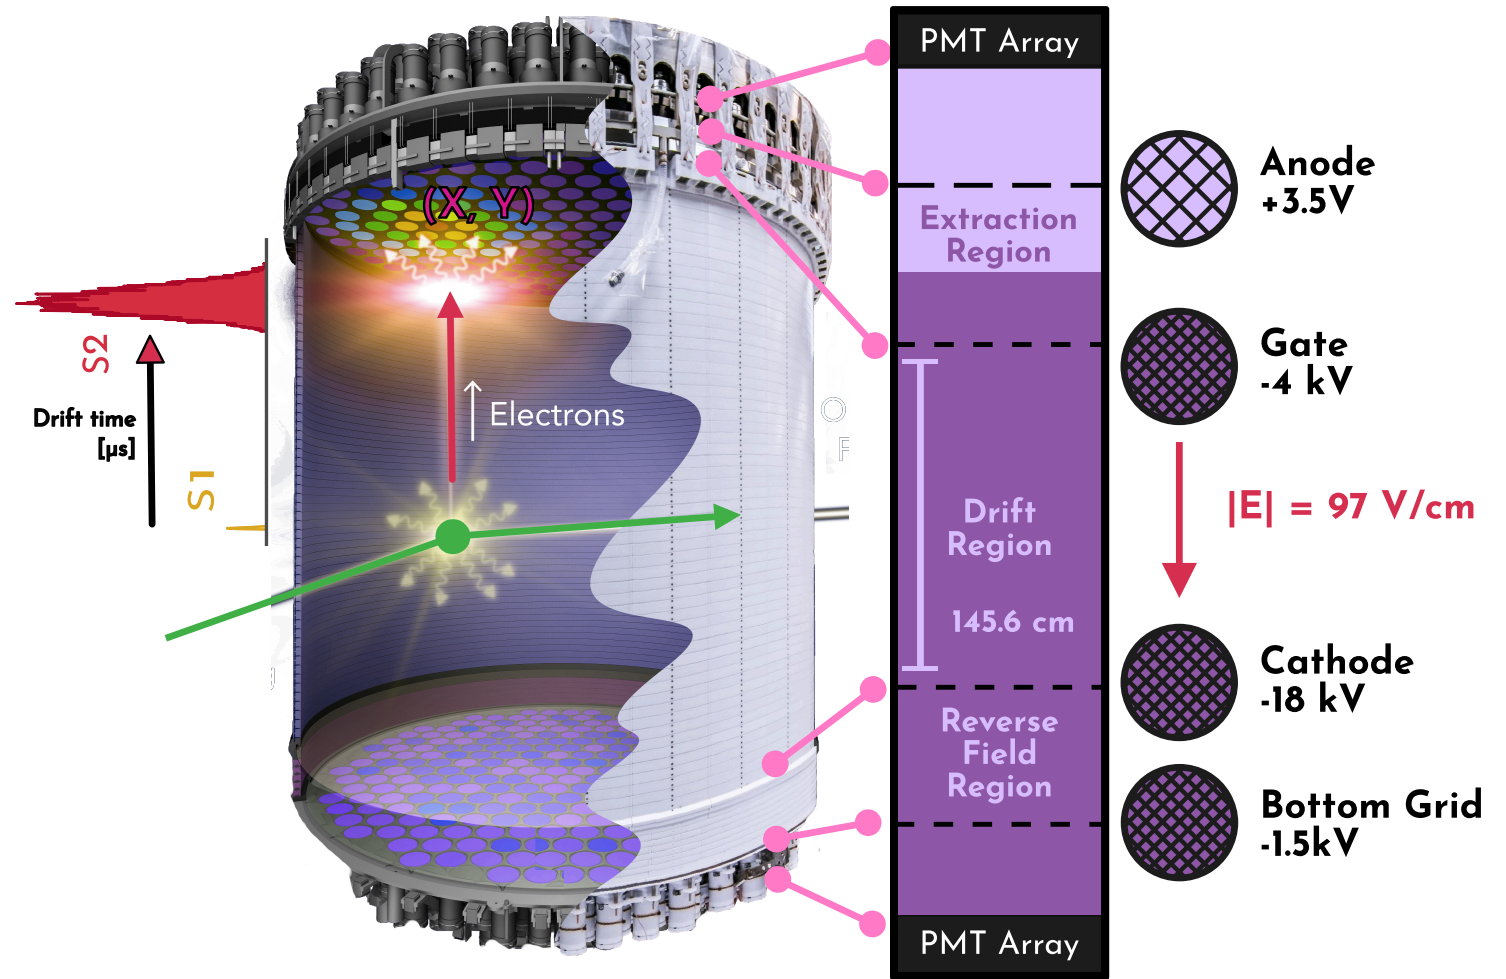 PMT Array
Extraction
Region
Drift
Region
145.6 cm
Reverse
Field
Region
PMT Array
Anode
+3.5V
Gate
-4 kV
|E| = 97 V/cm
Cathode
-18 kV
Bottom Grid
-1.5kV
(X, Y)
Electrons
S2
Drift time
[µs]
S1
O
F